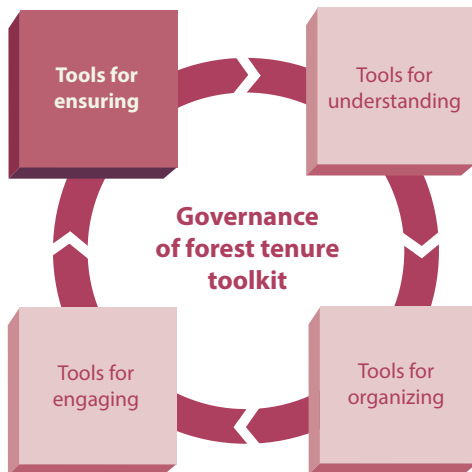 Tools for
ensuring
Tools for
understanding
Governance
of forest tenure
toolkit
Tools for
engaging
Tools for
organizing